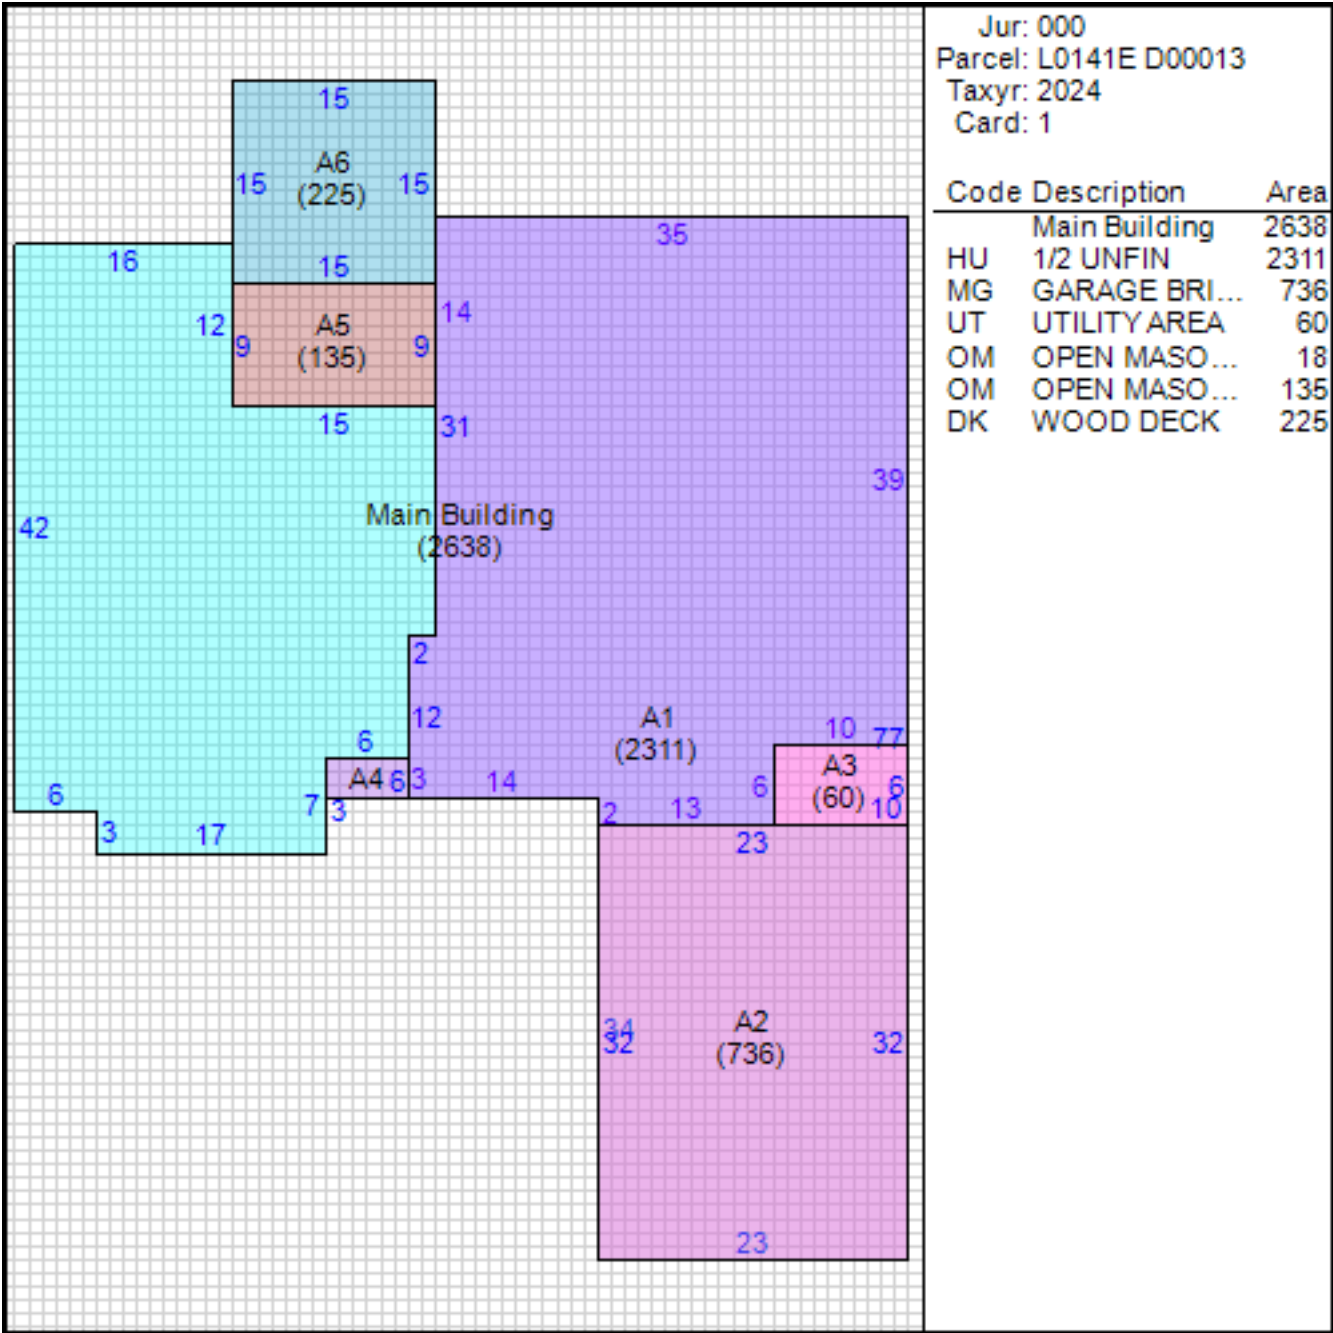 Jur: 000
Parcel: L0141E D00013
Taxyr: 2024
Card: 1
Code Description Area
Main Building 2638
HU 1/2 UNFIN 2311
MG GARAGE BRI... 736
UT UTILITY AREA 60
OM OPEN MASO... 18
OM OPEN MASO... 135
DK WOOD DECK 225
15
A6
(225)
15 15
15
35
16
14
12
A5
(135)
9 9
15
31
39
42
Main Building
(2638)
2
12
A1
(2311)
6
10 77
A4 6 3
14
6
A3
(60)
6
10
6
7 3
3
17
2
13
23
34
32
A2
(736)
32
23